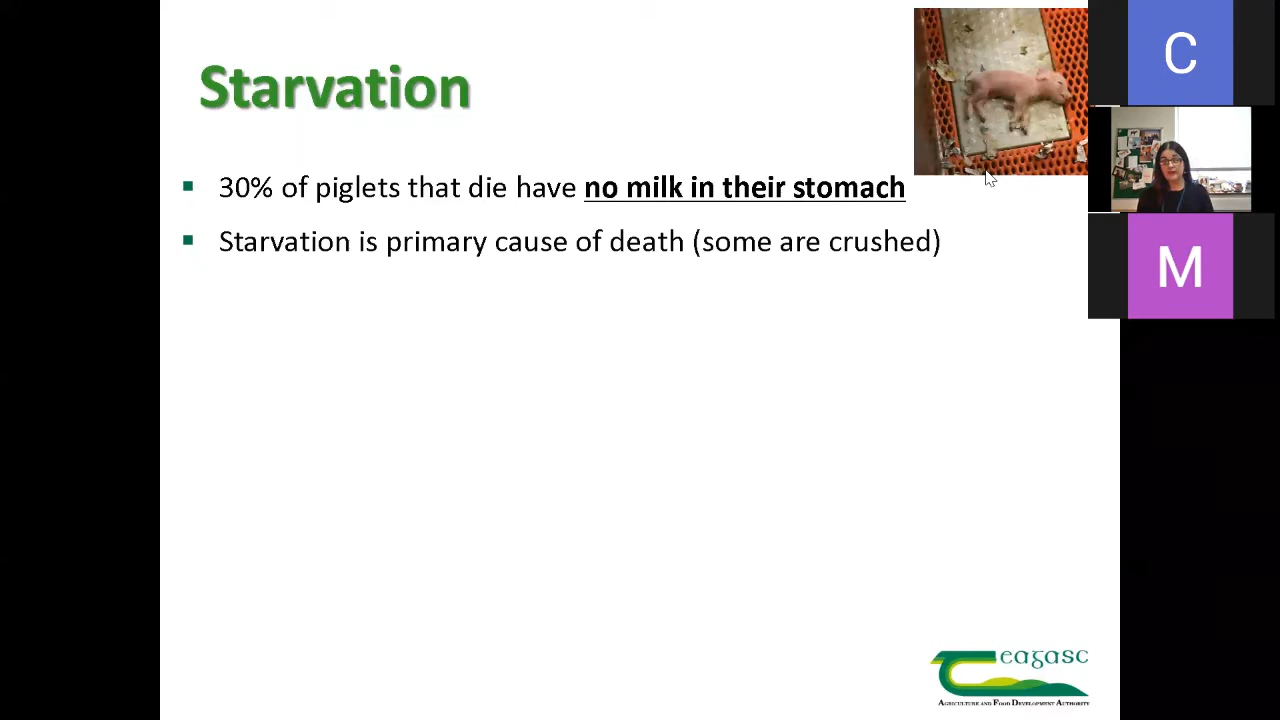 Starvation
30% of piglets that die have no milk in their stomach
Starvation is primary cause of death (some are crushed)
C
M
eagasc
AGRICULTURE AND FOOD DEVELOPMENT AUTHORITY